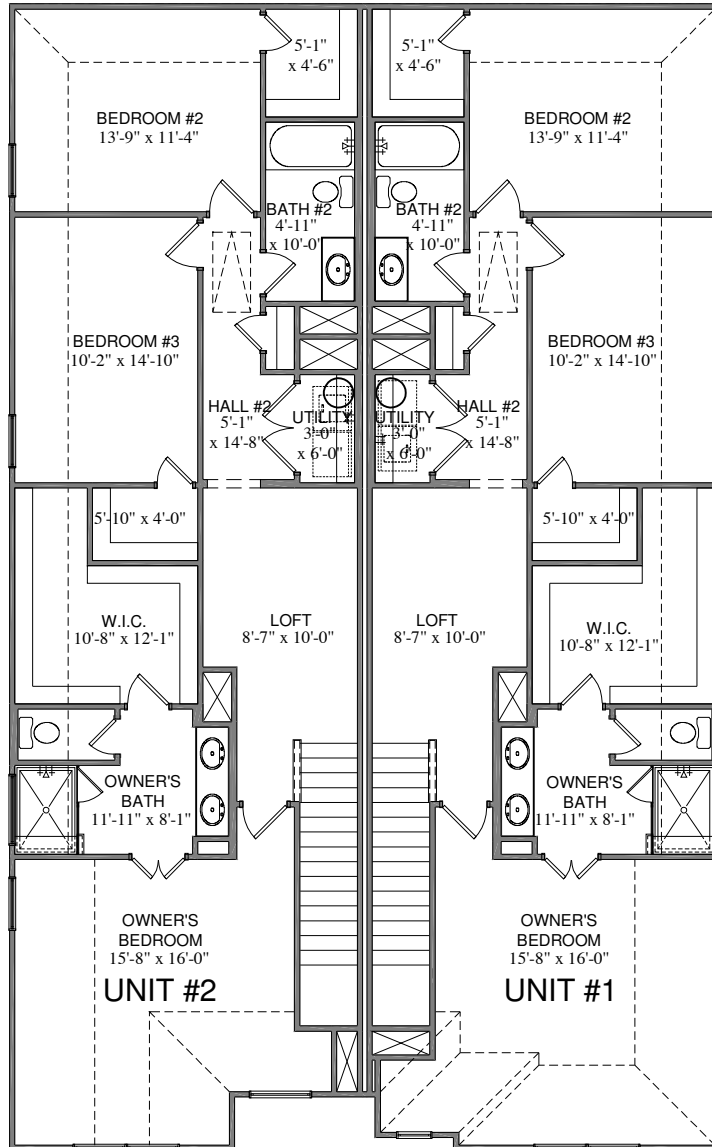 5'-1"
x 4'-6"
5'-1"
x 4'-6"
BEDROOM #2
13'-9" x 11'-4"
BEDROOM #2
13'-9" x 11'-4"
BATH #2
4'-11"
x 10'-0"
BATH #2
4'-11"
x 10'-0"
BEDROOM #3
10'-2" x 14'-10"
BEDROOM #3
10'-2" x 14'-10"
HALL #2
5'-1"
x 14'-8"
UTILITY
3'-0"
x 6'-0"
UTILITY
3'-0"
x 6'-0"
HALL #2
5'-1"
x 14'-8"
5'-10" x 4'-0"
5'-10" x 4'-0"
W.I.C.
10'-8" x 12'-1"
LOFT
8'-7" x 10'-0"
LOFT
8'-7" x 10'-0"
W.I.C.
10'-8" x 12'-1"
OWNER'S
BATH
11'-11" x 8'-1"
OWNER'S
BATH
11'-11" x 8'-1"
OWNER'S
BEDROOM
15'-8" x 16'-0"
UNIT #2
OWNER'S
BEDROOM
15'-8" x 16'-0"
UNIT #1